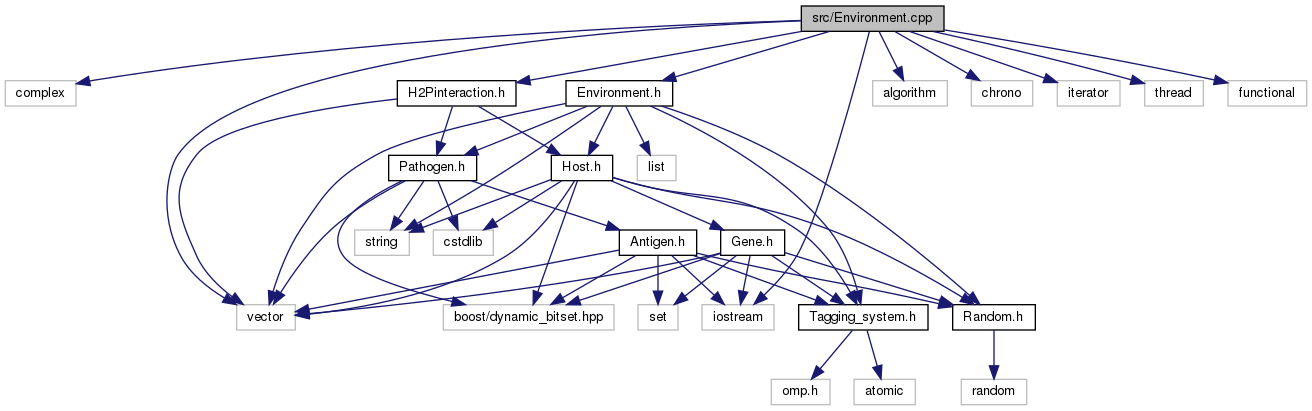 src/Environment.cpp
complex
H2Pinteraction.h
Environment.h
algorithm
chrono
iterator
thread
functional
Pathogen.h
Host.h
list
string
cstdlib
Antigen.h
Gene.h
vector
boost/dynamic_bitset.hpp
set
iostream
Tagging_system.h
Random.h
omp.h
atomic
random